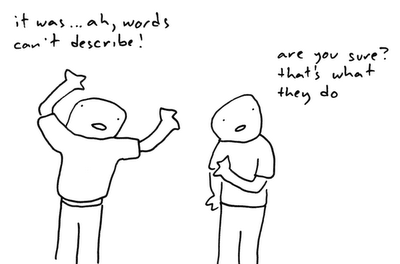 it was...ah, words
can't describe!
are you sure?
that's what
they do